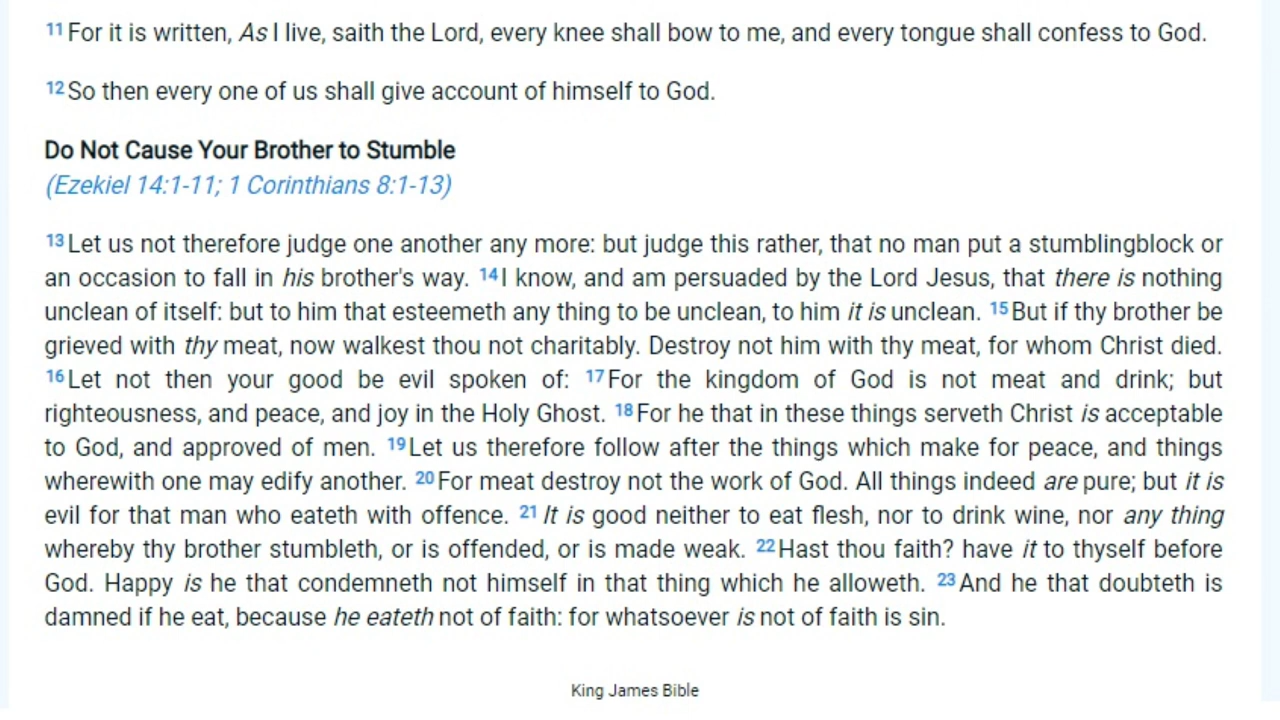 11 For it is written, As I live, saith the Lord, every knee shall bow to me, and every tongue shall confess to God.
12 So then every one of us shall give account of himself to God.
Do Not Cause Your Brother to Stumble
(Ezekiel 14:1-11; 1 Corinthians 8:1-13)
13 Let us not therefore judge one another any more: but judge this rather, that no man put a stumblingblock or
an occasion to fall in his brother's way. 14 I know, and am persuaded by the Lord Jesus, that there is nothing
unclean of itself: but to him that esteemeth any thing to be unclean, to him it is unclean. 15 But if thy brother be
grieved with thy meat, now walkest thou not charitably. Destroy not him with thy meat, for whom Christ died.
16 Let not then your good be evil spoken of: 17 For the kingdom of God is not meat and drink; but
righteousness, and peace, and joy in the Holy Ghost. 18 For he that in these things serveth Christ is acceptable
to God, and approved of men. 19 Let us therefore follow after the things which make for peace, and things
wherewith one may edify another. 20 For meat destroy not the work of God. All things indeed are pure; but it is
evil for that man who eateth with offence. 21 It is good neither to eat flesh, nor to drink wine, nor any thing
whereby thy brother stumbleth, or is offended, or is made weak. 22 Hast thou faith? have it to thyself before
God. Happy is he that condemneth not himself in that thing which he alloweth. 23 And he that doubteth is
damned if he eat, because he eateth not of faith: for whatsoever is not of faith is sin.
King James Bible